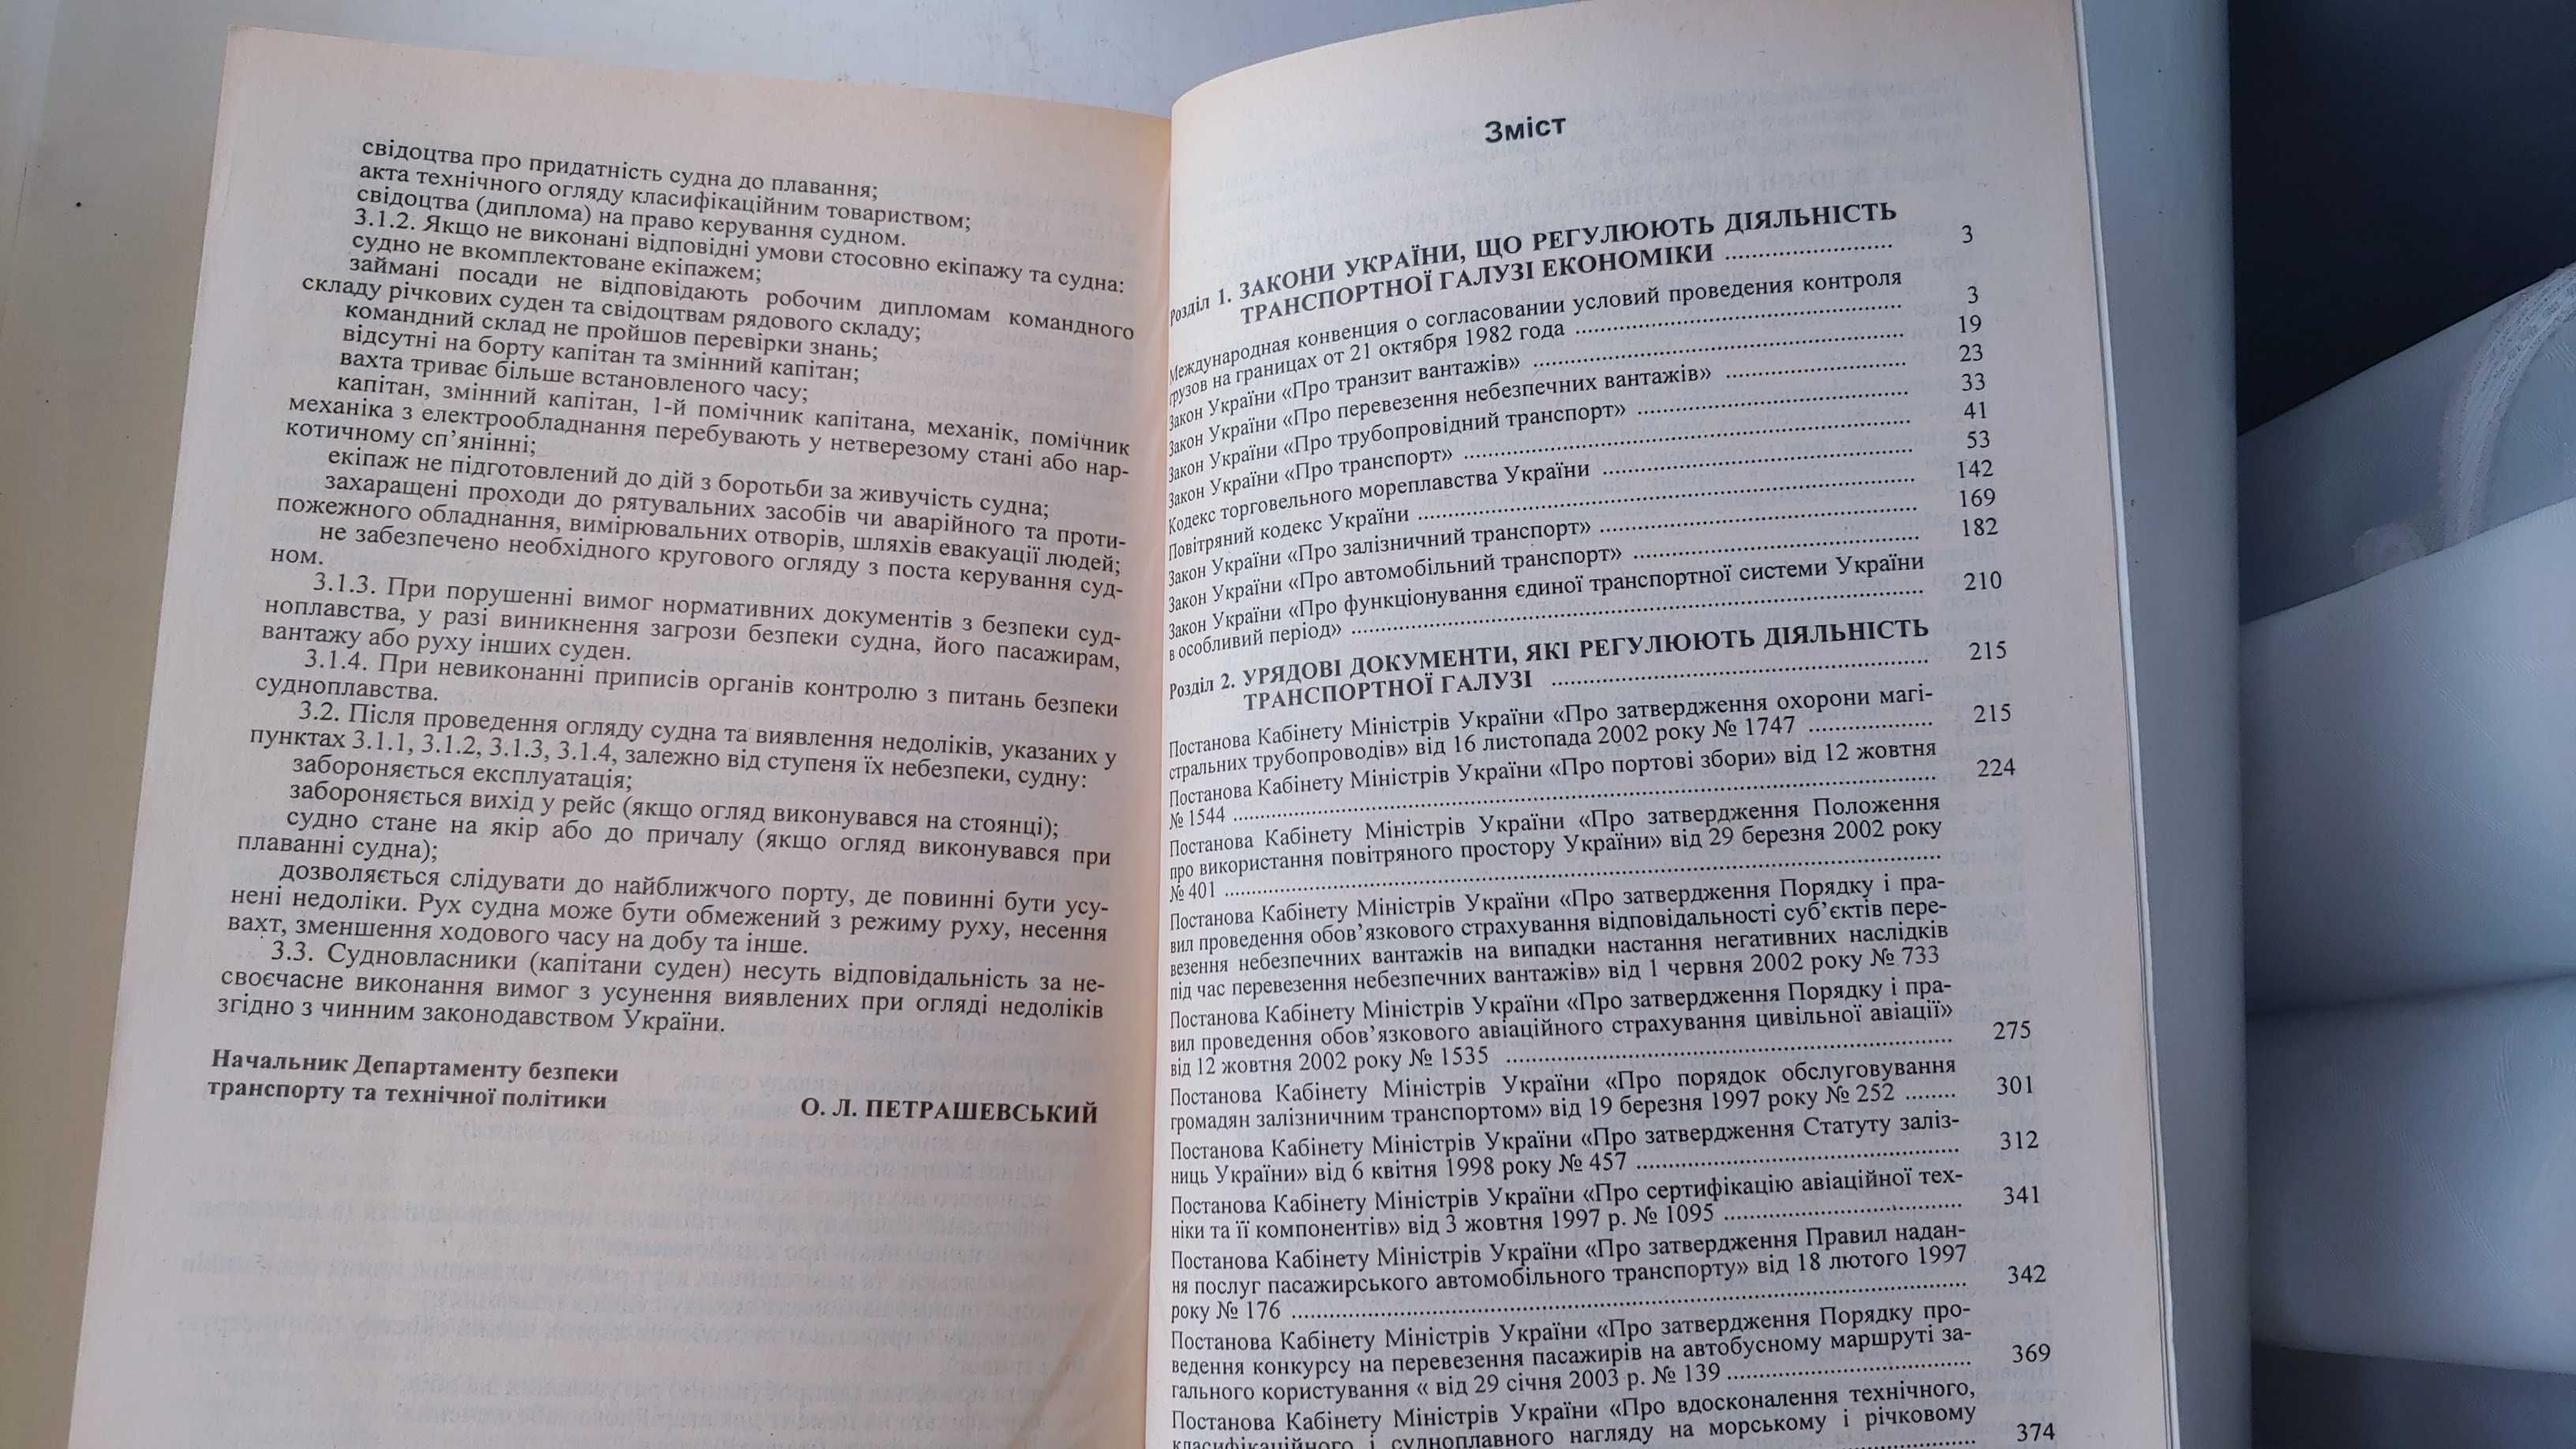 свідоцтва про придатність судна до плавання;
акта технічного огляду класифікаційним товариством;
свідоцтва (диплома) на право керування судном.
3.1.2. Якщо не виконані відповідні умови стосовно екіпажу та судна:
судно не вкомплектоване екіпажем;
займані посади не відповідають робочим дипломам командного
складу річкових суден та свідоцтвам рядового складу;
командний склад не пройшов перевірки знань;
відсутні на борту капітан та змінний капітан;
вахта триває більше встановленого часу;
капітан, змінний капітан, 1-й помічник капітана, механік, помічник
механіка з електрообладнання перебувають у нетверезому стані або нар-
котичному сп’янінні;
екіпаж не підготовлений до дій з боротьби за живучість судна;
захаращені проходи до рятувальних засобів чи аварійного та проти-
пожежного обладнання, вимірювальних отворів, шляхів евакуації людей;
не забезпечено необхідного кругового огляду з поста керування суд-
ном.
3.1.3. При порушенні вимог нормативних документів з безпеки суд-
ноплавства, у разі виникнення загрози безпеки судна, його пасажирам,
вантажу або руху інших суден.
3.1.4. При невиконанні приписів органів контролю з питань безпеки
судноплавства.
3.2. Після проведення огляду судна та виявлення недоліків, указаних у
пунктах 3.1.1, 3.1.2, 3.1.3, 3.1.4, залежно від ступеня їх небезпеки, судну:
забороняється експлуатація;
забороняється вихід у рейс (якщо огляд виконувався на стоянці);
судно стане на якір або до причалу (якщо огляд виконувався при
плаванні судна);
дозволяється слідувати до найближчого порту, де повинні бути усу-
нені недоліки. Рух судна може бути обмежений з режиму руху, несення
вахт, зменшення ходового часу на добу та інше.
3.3. Судновласники (капітани суден) несуть відповідальність за не-
своєчасне виконання вимог з усунення виявлених при огляді недоліків
згідно з чинним законодавством України.
Начальник Департаменту безпеки
транспорту та технічної політики
О. Л. ПЕТРАШЕВСЬКИЙ
Зміст
Розділ 1. ЗАКОНИ УКРАЇНИ, ЩО РЕГУЛЮЮТЬ ДІЯЛЬНІСТЬ
ТРАНСПОРТНОЇ ГАЛУЗІ ЕКОНОМІКИ ........................ 3
Международная конвенция о согласовании условий проведения контроля
грузов на границах от 21 октября 1982 года ........................ 3
Закон України «Про транзит вантажів» ........................ 19
Закон України «Про перевезення небезпечних вантажів» ........................ 23
Закон України «Про трубопровідний транспорт» ........................ 33
Закон України «Про транспорт» ........................ 41
Кодекс торговельного мореплавства України ........................ 53
Повітряний кодекс України ........................ 142
Закон України «Про залізничний транспорт» ........................ 169
Закон України «Про автомобільний транспорт» ........................ 182
Закон України «Про функціонування єдиної транспортної системи України
в особливий період» ........................ 210
Розділ 2. УРЯДОВІ ДОКУМЕНТИ, ЯКІ РЕГУЛЮЮТЬ ДІЯЛЬНІСТЬ
ТРАНСПОРТНОЇ ГАЛУЗІ ........................ 215
Постанова Кабінету Міністрів України «Про затвердження охорони магі-
стральних трубопроводів» від 16 листопада 2002 року № 1747 ................. 215
Постанова Кабінету Міністрів України «Про портові збори» від 12 жовтня
№ 1544 ........................ 224
Постанова Кабінету Міністрів України «Про затвердження Положення
про використання повітряного простору України» від 29 березня 2002 року
№ 401 ........................
Постанова Кабінету Міністрів України «Про затвердження Порядку і пра-
вил проведення обов’язкового страхування відповідальності суб’єктів пере-
везення небезпечних вантажів на випадки настання негативних наслідків
під час перевезення небезпечних вантажів» від 1 червня 2002 року № 733
Постанова Кабінету Міністрів України «Про затвердження Порядку і пра-
вил проведення обов’язкового авіаційного страхування цивільної авіації»
від 12 жовтня 2002 року № 1535 ........................ 275
Постанова Кабінету Міністрів України «Про порядок обслуговування
громадян залізничним транспортом» від 19 березня 1997 року № 252 ........ 301
Постанова Кабінету Міністрів України «Про затвердження Статуту заліз-
ниць України» від 6 квітня 1998 року № 457 ........................ 312
Постанова Кабінету Міністрів України «Про сертифікацію авіаційної тех-
ніки та її компонентів» від 3 жовтня 1997 р. № 1095 ........................ 341
Постанова Кабінету Міністрів України «Про затвердження Правил надан-
ня послуг пасажирського автомобільного транспорту» від 18 лютого 1997
року № 176 ........................ 342
Постанова Кабінету Міністрів України «Про затвердження Порядку про-
ведення конкурсу на перевезення пасажирів на автобусному маршруті за-
гального користування « від 29 січня 2003 р. № 139 ........................ 369
Постанова Кабінету Міністрів України «Про вдосконалення технічного,
класифікаційного і судноплавного нагляду на морському і річковому
........................ 374